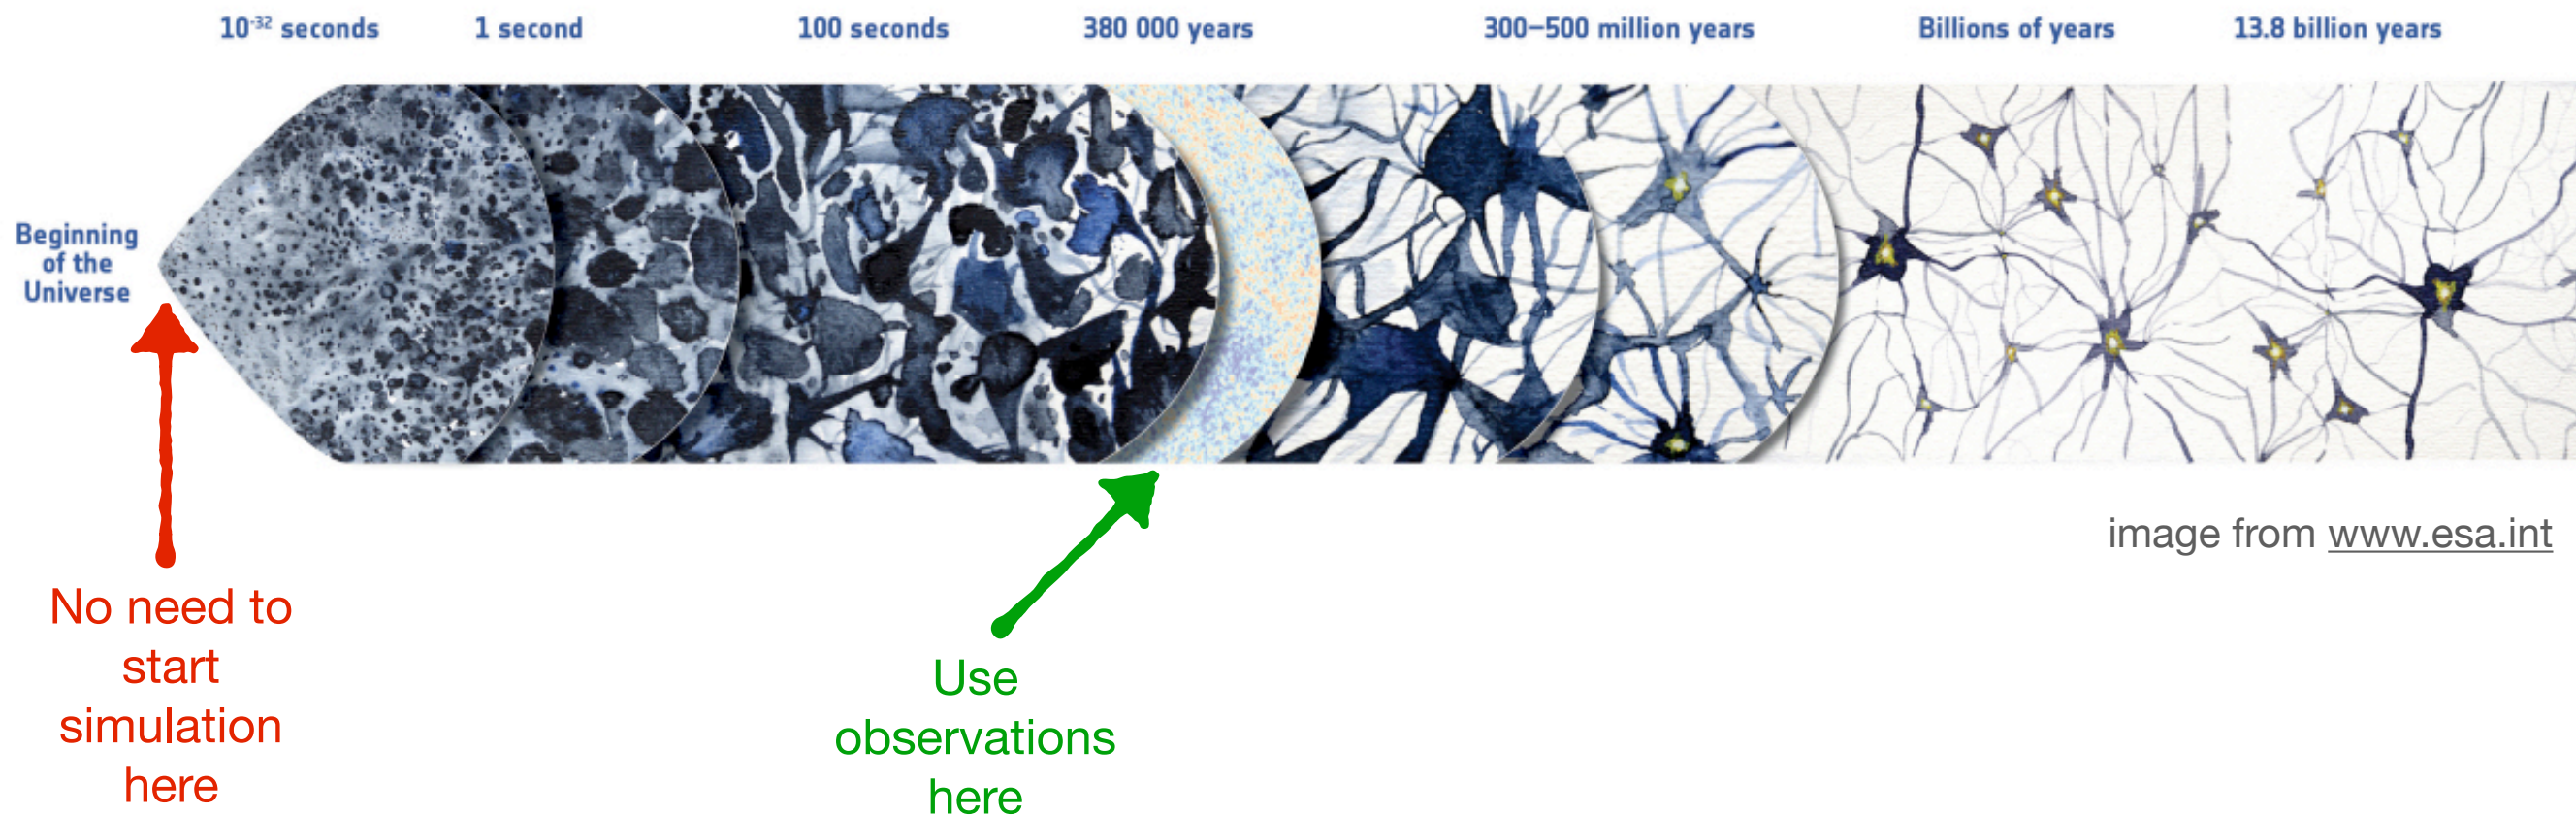 10⁻³² seconds
1 second
100 seconds
380 000 years
300–500 million years
Billions of years
13.8 billion years
Beginning
of the
Universe
image from www.esa.int
No need to
start
simulation
here
Use
observations
here